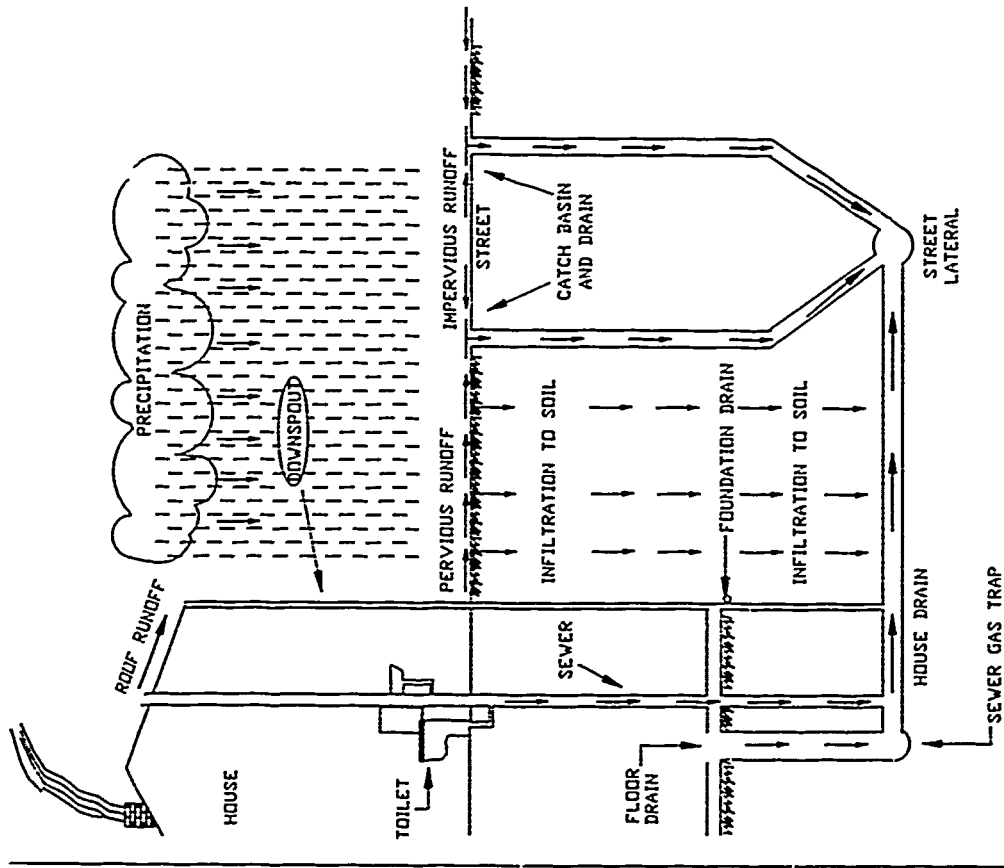 PRECIPITATION
DOWNSPOUT
ROOF RUNOFF
HOUSE
TOILET
PERVIOUS RUNOFF
IMPERVIOUS RUNOFF
STREET
CATCH BASIN
AND DRAIN
INFILTRATION TO SOIL
SEWER
FLOOR
DRAIN
FOUNDATION DRAIN
INFILTRATION TO SOIL
HOUSE DRAIN
SEWER GAS TRAP
STREET
LATERAL